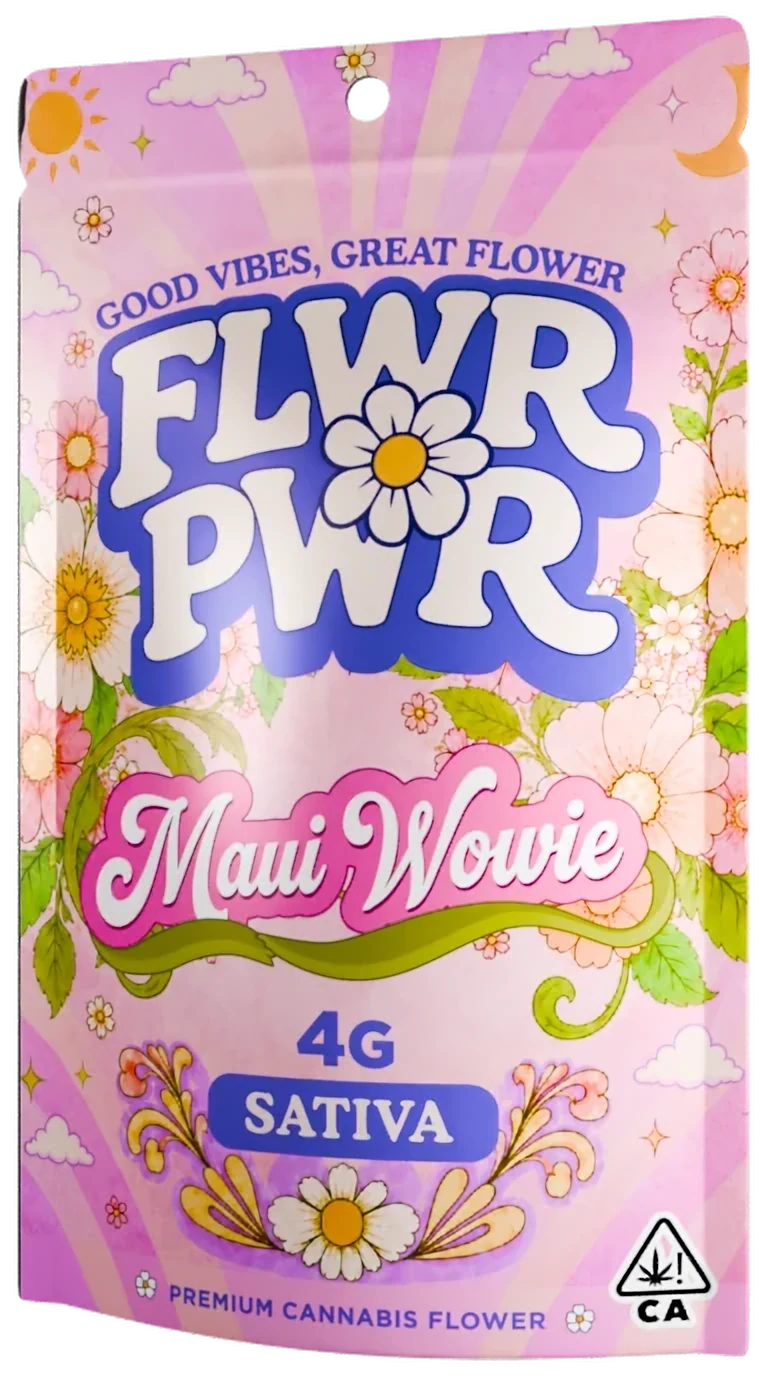 GOOD VIBES, GREAT FLOWER
FLWR
PWR
Maui Wowie
4G
SATIVA
PREMIUM CANNABIS FLOWER
!
CA